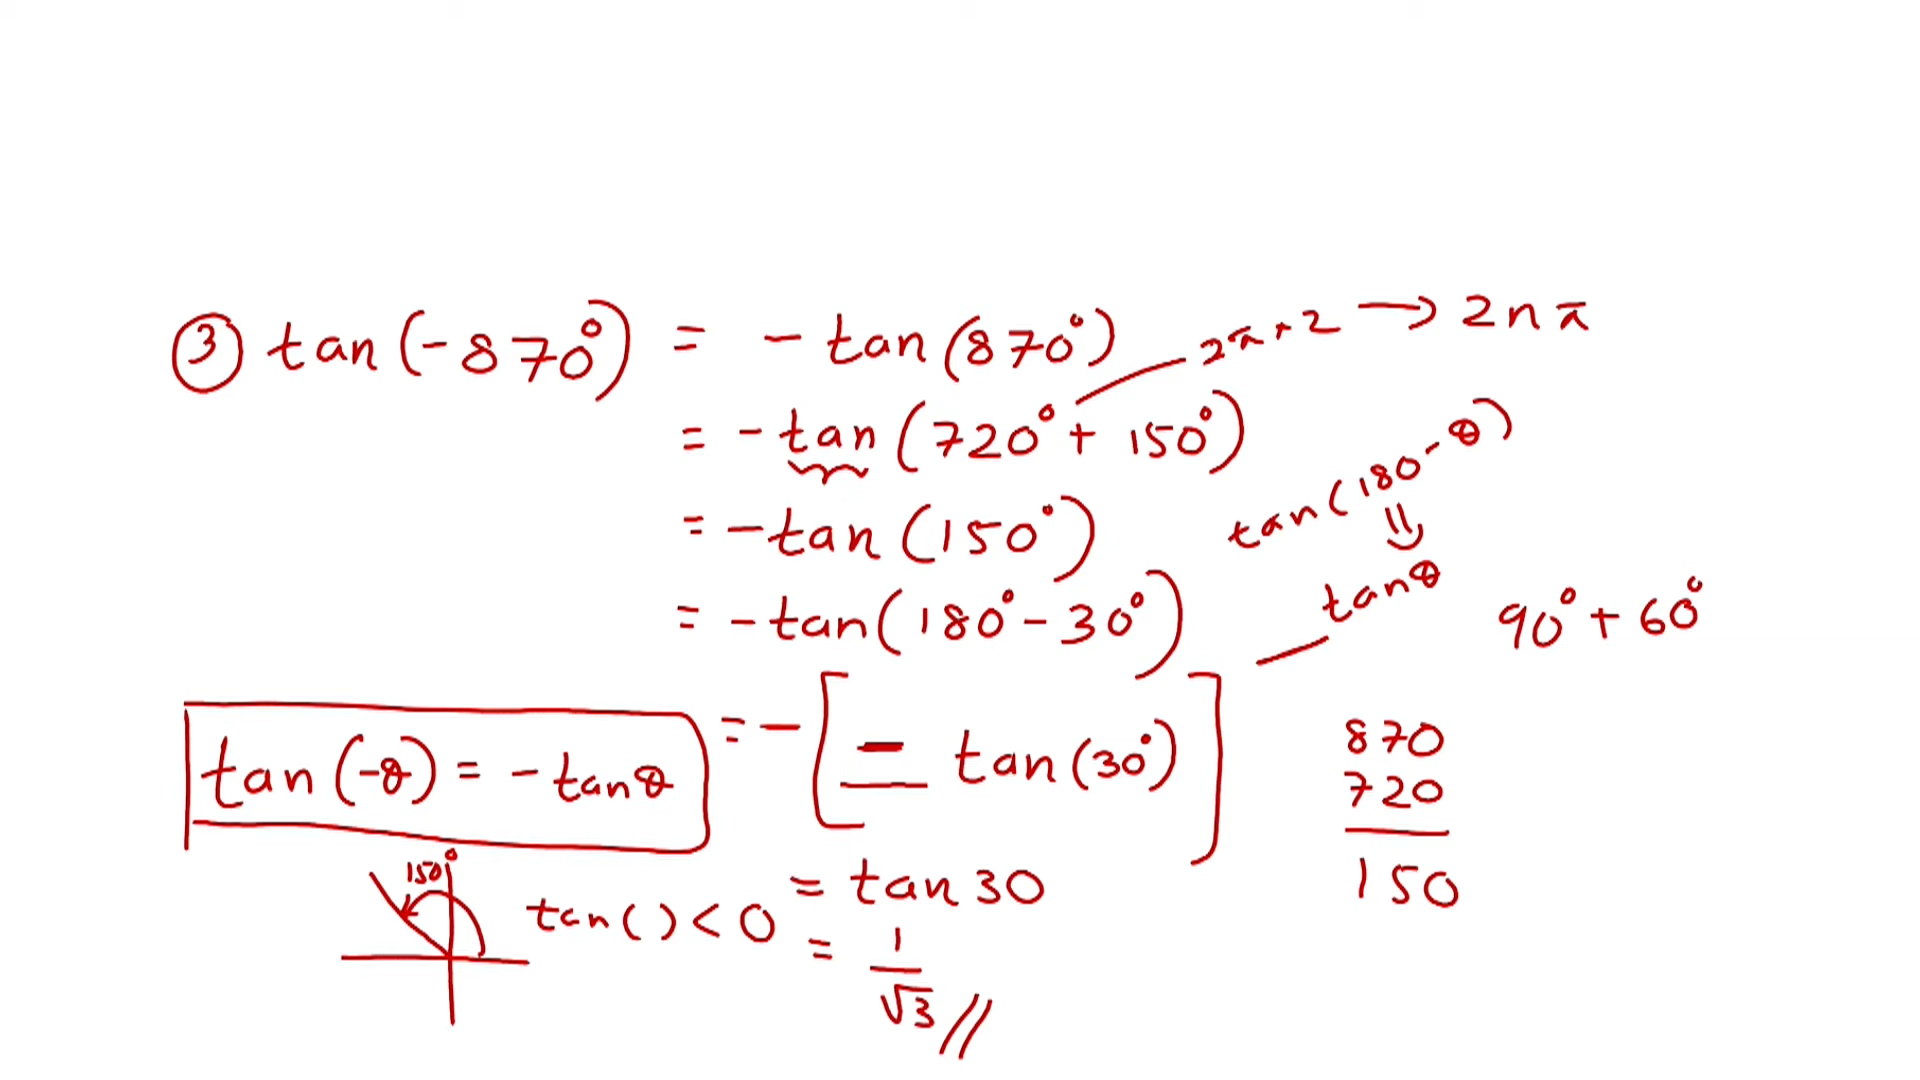 ③ tan(-870°) = - tan(870°)
2π×2 → 2nπ
= -tan(720° + 150°)
= -tan(150°)
tan(180-θ)
= -tan(180° - 30°)
-tanθ
90° + 60°
= - [- tan(30°)]
tan(-θ) = -tanθ
870
720
150
= tan 30
150°
tan( ) < 0
= 1/√3 //